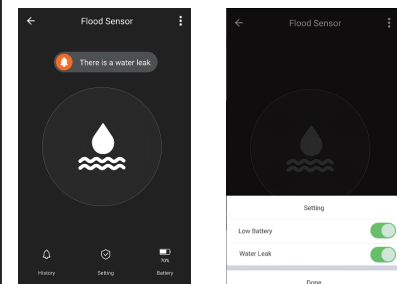 Flood Sensor
There is a water leak
70%
History Setting Battery
Flood Sensor
Setting
Low Battery
Water Leak
Done